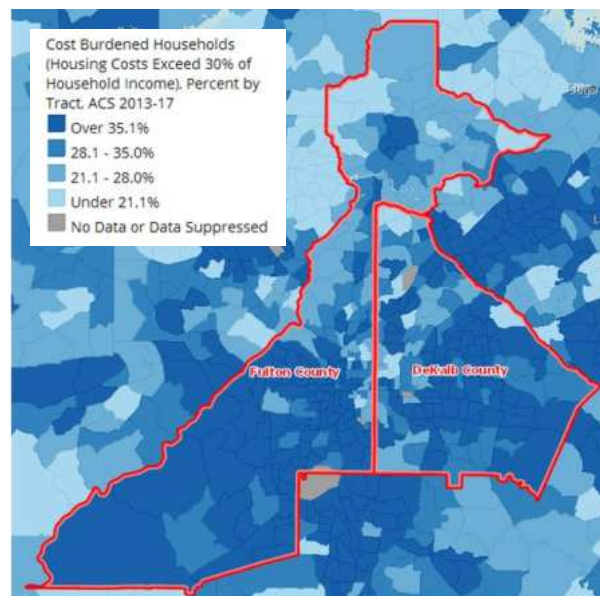 Cost Burdened Households
(Housing Costs Exceed 30% of
Household Income), Percent by
Tract, ACS 2013-17
Over 35.1%
28.1 - 35.0%
21.1 - 28.0%
Under 21.1%
No Data or Data Suppressed
Fulton County
DeKalb County